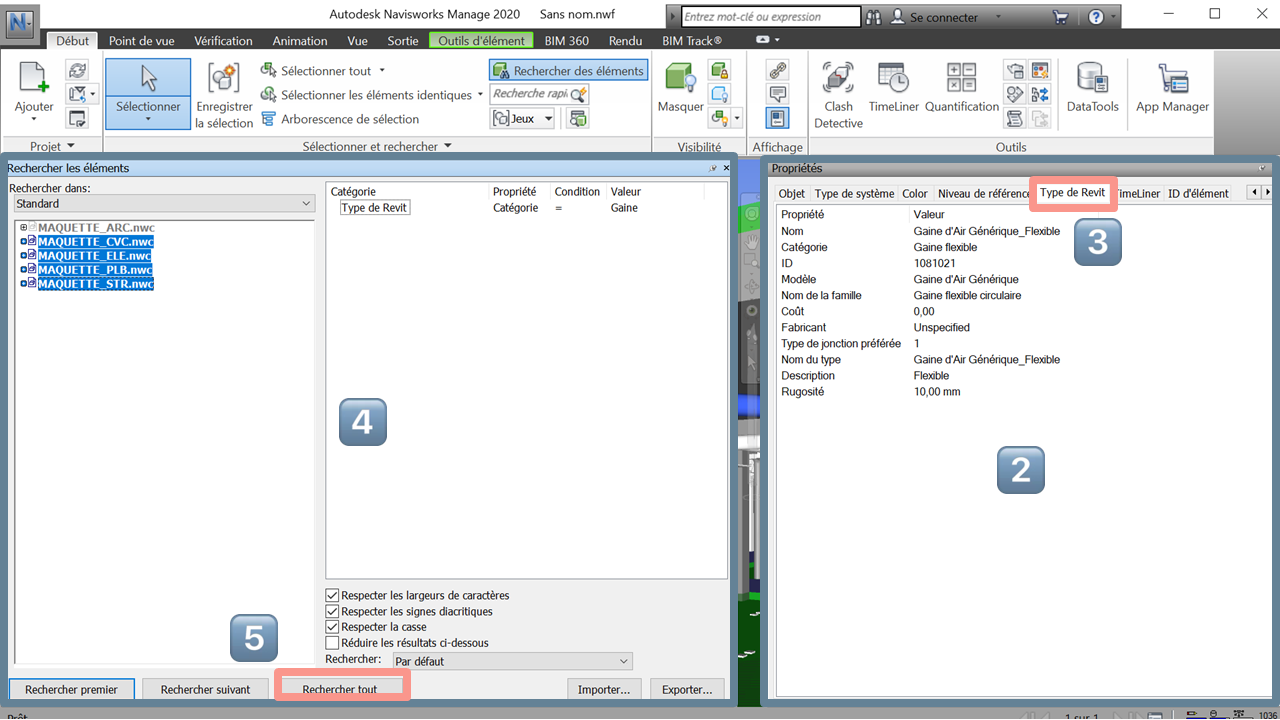 Autodesk Navisworks Manage 2020 Sans nom.nwf
Entrez mot-clé ou expression
Se connecter
Début Point de vue Vérification Animation Vue Sortie Outils d'élément BIM 360 Rendu BIM Track®
Ajouter
Projet
Sélectionner
Enregistrer
la sélection
Sélectionner tout
Sélectionner les éléments identiques
Arborescence de sélection
Rechercher des éléments
Recherche rapi
Jeux
Sélectionner et rechercher
Masquer
Visibilité
Affichage
Clash
Detective
TimeLiner
Quantification
DataTools
App Manager
Outils
Rechercher les éléments
Rechercher dans:
Standard
MAQUETTE_ARC.nwc
MAQUETTE_CVC.nwc
MAQUETTE_ELE.nwc
MAQUETTE_PLB.nwc
MAQUETTE_STR.nwc
Catégorie Propriété Condition Valeur
Type de Revit Catégorie = Gaine
4
Respecter les largeurs de caractères
Respecter les signes diacritiques
Respecter la casse
Réduire les résultats ci-dessous
Rechercher: Par défaut
5
Rechercher premier Rechercher suivant Rechercher tout Importer... Exporter...
Propriétés
Objet Type de système Color Niveau de référence Type de Revit TimeLiner ID d'élément
Propriété Valeur
Nom Gaine d'Air Générique_Flexible
Catégorie Gaine flexible
ID 1081021
Modèle Gaine d'Air Générique
Nom de la famille Gaine flexible circulaire
Coût 0,00
Fabricant Unspecified
Type de jonction préférée 1
Nom du type Gaine d'Air Générique_Flexible
Description Flexible
Rugosité 10,00 mm
3
2
Prêt
1 sur 1
1036